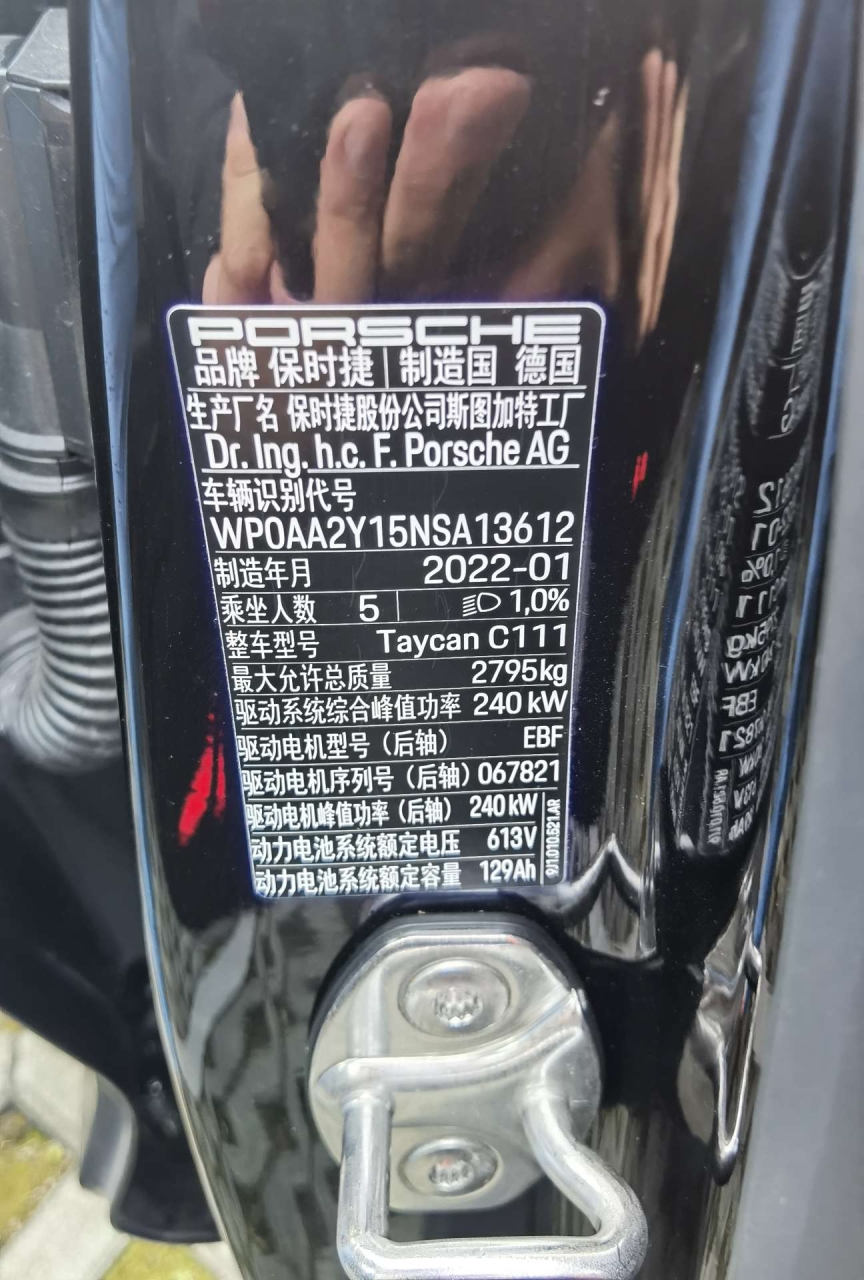 PORSCHE
品牌 保时捷 制造国 德国
生产厂名 保时捷股份公司斯图加特工厂
Dr. Ing. h.c. F. Porsche AG
车辆识别代号
WP0AA2Y15NSA13612
制造年月 2022-01
乘坐人数 5 1,0%
整车型号 Taycan C111
最大允许总质量 2795kg
驱动系统综合峰值功率 240 kW
驱动电机型号（后轴） EBF
驱动电机序列号（后轴）067821
驱动电机峰值功率（后轴） 240 kW
动力电池系统额定电压 613V
动力电池系统额定容量 129Ah
9J1.010.621.AR